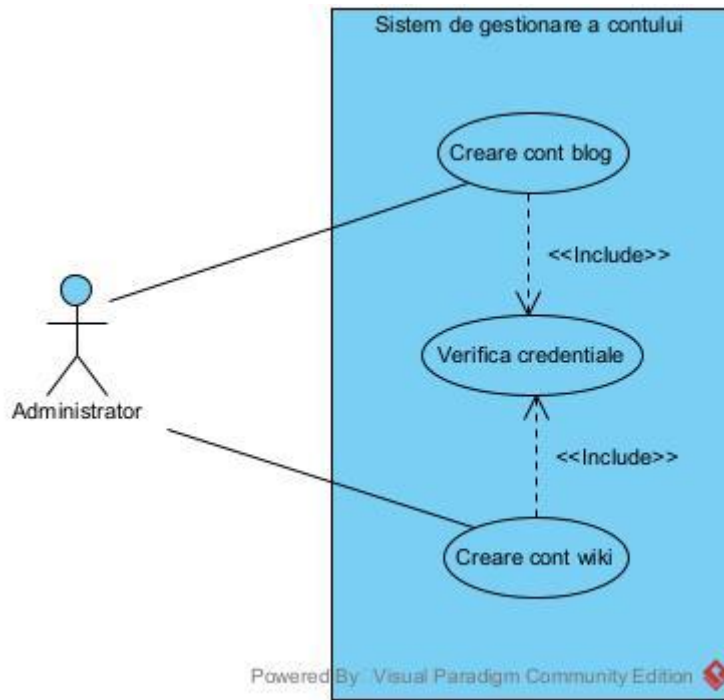 Sistem de gestionare a contului
Creare cont blog
<<Include>>
Verifica credentiale
Administrator
<<Include>>
Creare cont wiki
Powered By Visual Paradigm Community Edition